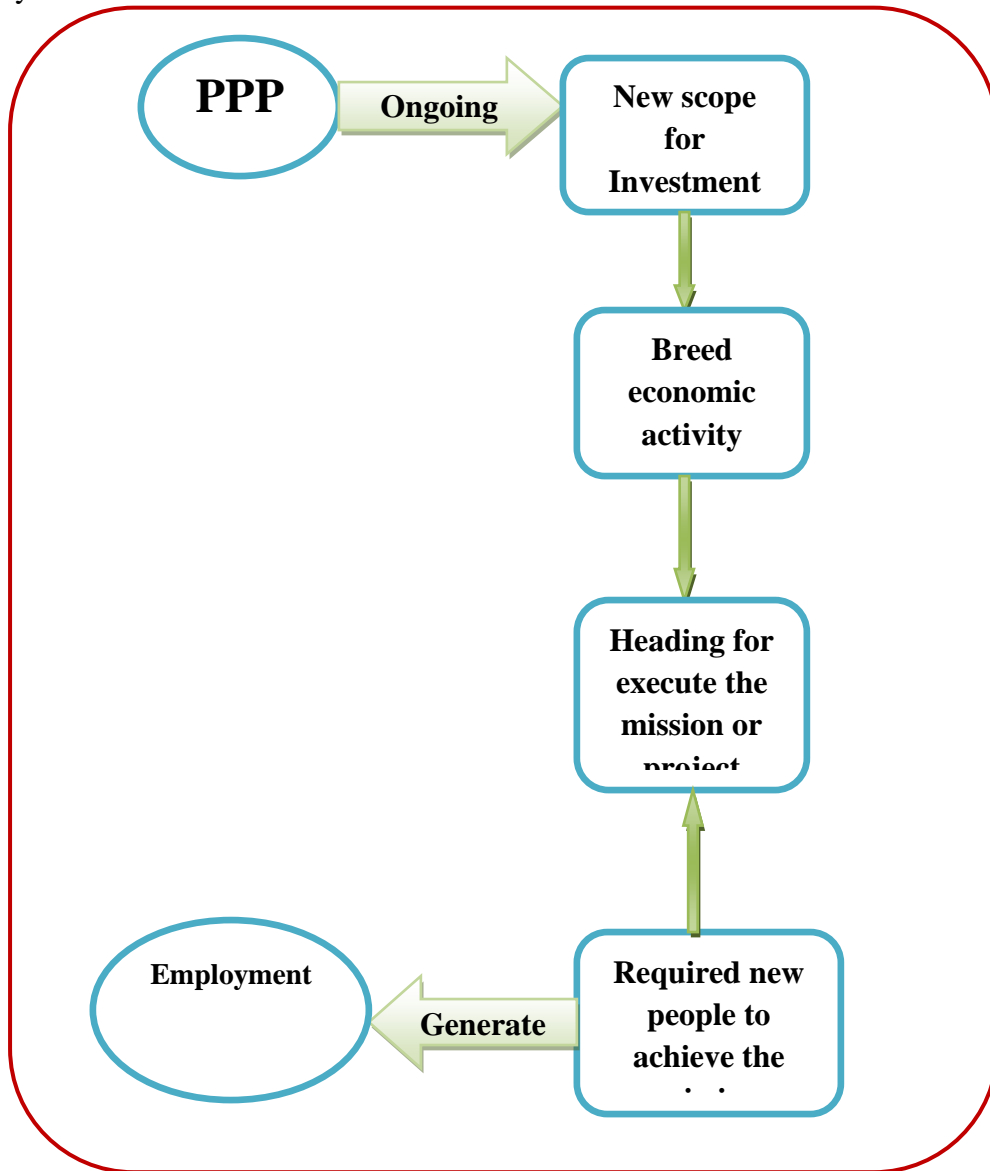 PPP
Ongoing
New scope
for
Investment
Breed
economic
activity
Heading for
execute the
mission or
project
Required new
people to
achieve the
Generate
Employment